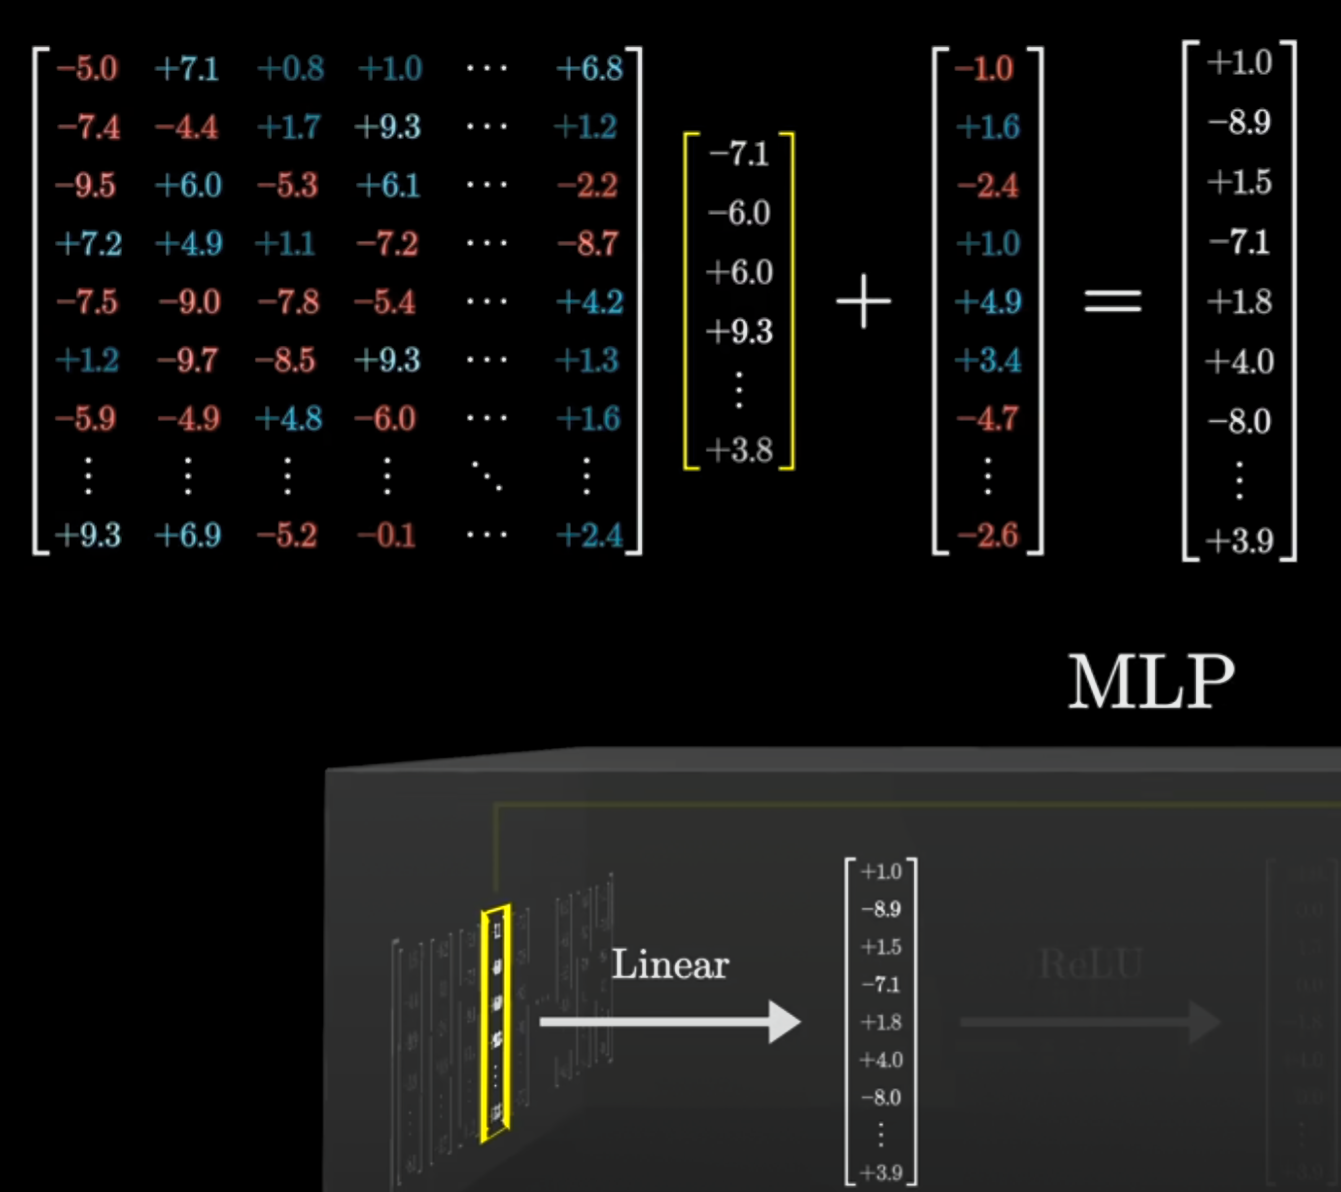 −5.0 +7.1 +0.8 +1.0 ⋯ +6.8
−7.4 −4.4 +1.7 +9.3 ⋯ +1.2
−9.5 +6.0 −5.3 +6.1 ⋯ −2.2
+7.2 +4.9 +1.1 −7.2 ⋯ −8.7
−7.5 −9.0 −7.8 −5.4 ⋯ +4.2
+1.2 −9.7 −8.5 +9.3 ⋯ +1.3
−5.9 −4.9 +4.8 −6.0 ⋯ +1.6
⋮ ⋮ ⋮ ⋮ ⋱ ⋮
+9.3 +6.9 −5.2 −0.1 ⋯ +2.4
−7.1
−6.0
+6.0
+9.3
⋮
+3.8
+
−1.0
+1.6
−2.4
+1.0
+4.9
+3.4
−4.7
⋮
−2.6
=
+1.0
−8.9
+1.5
−7.1
+1.8
+4.0
−8.0
⋮
+3.9
MLP
Linear
+1.0
−8.9
+1.5
−7.1
+1.8
+4.0
−8.0
⋮
+3.9
ReLU